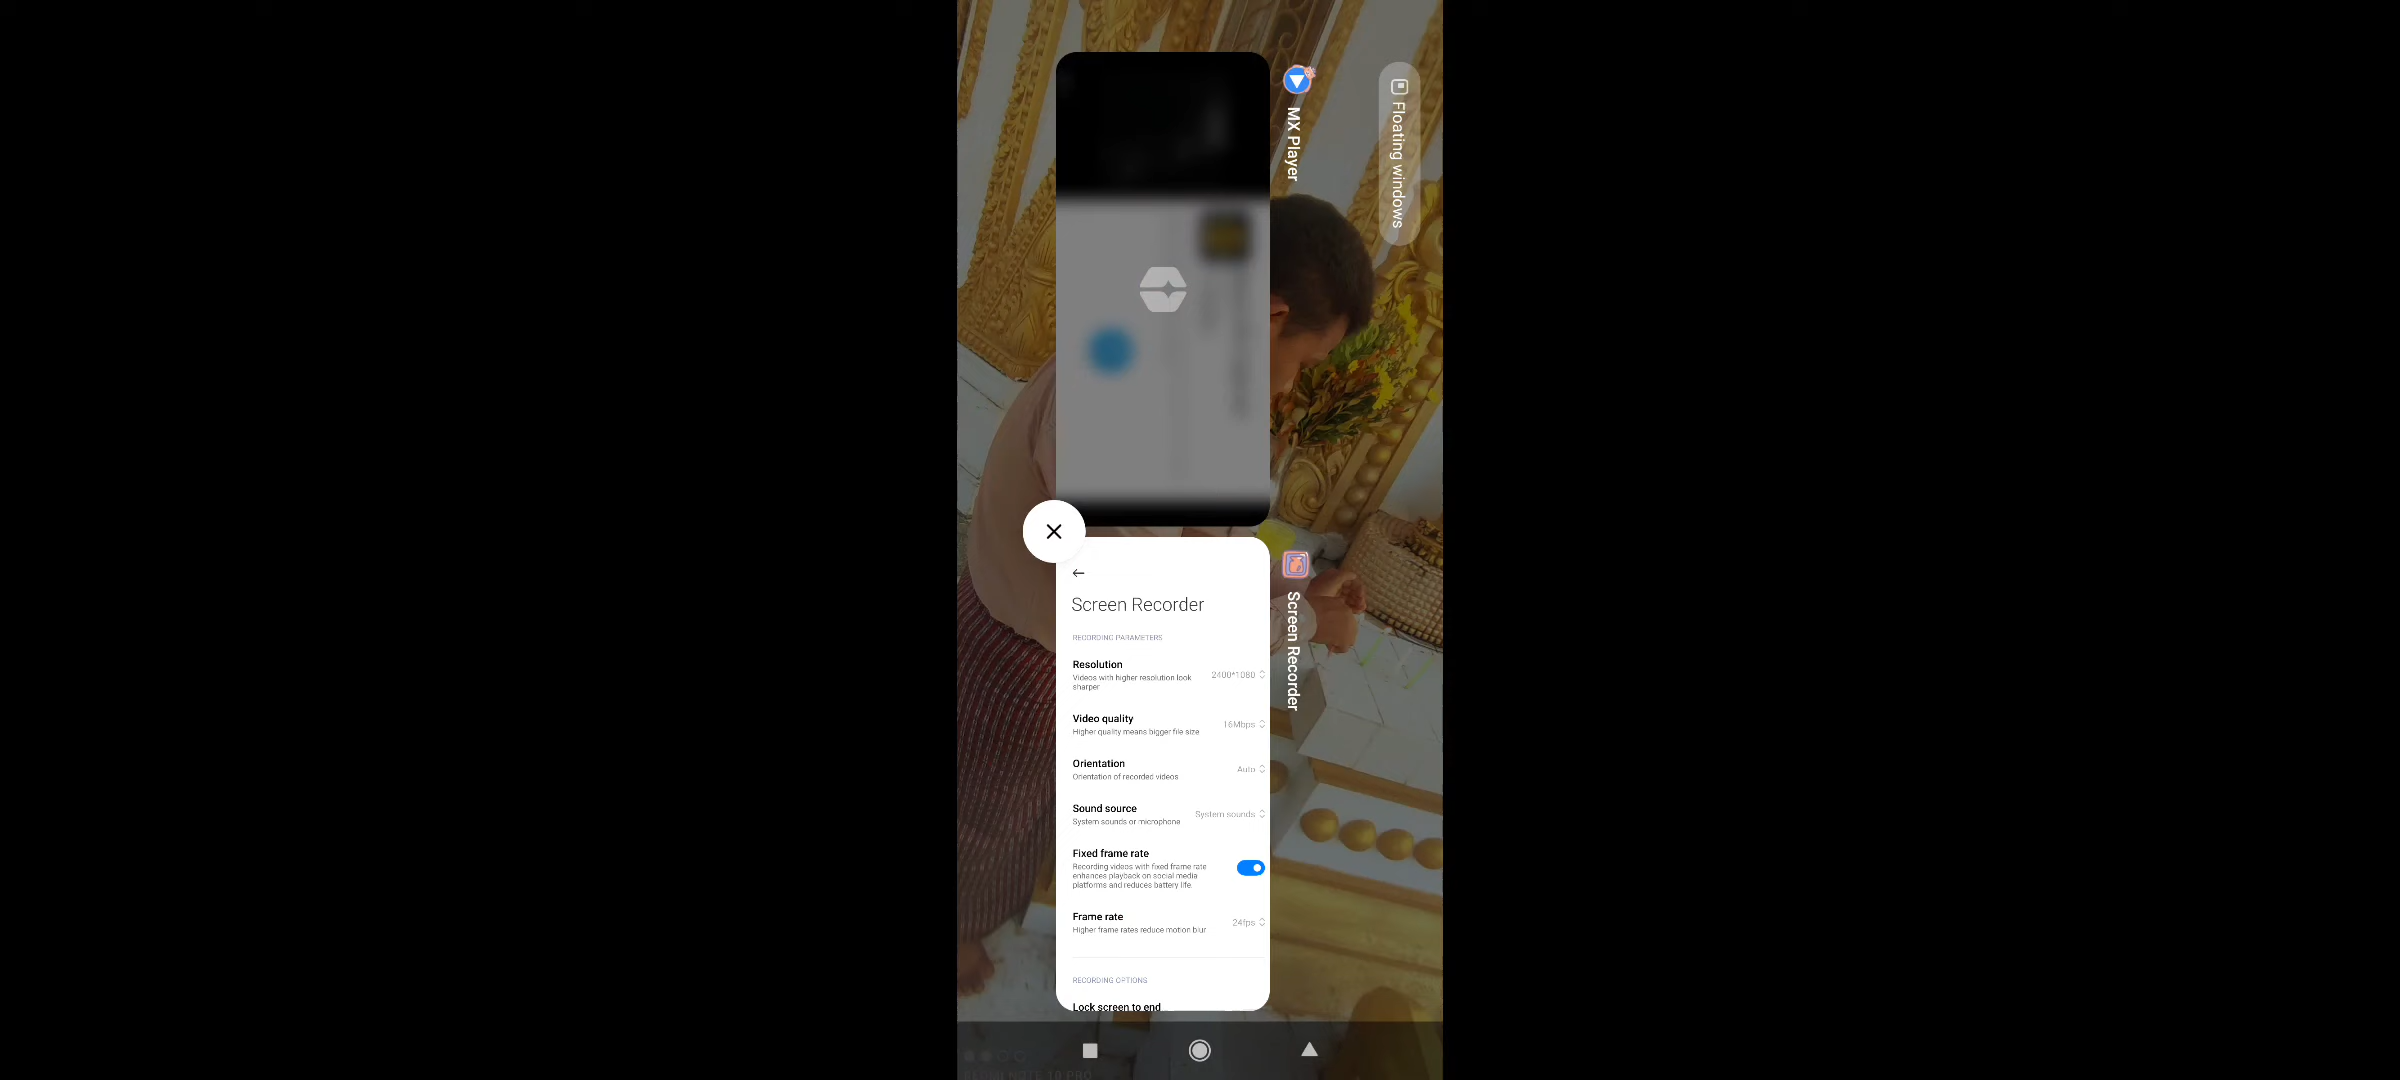 MX Player
Floating windows
Screen Recorder
Screen Recorder
RECORDING PARAMETERS
Resolution
Videos with higher resolution look
sharper
2400*1080
Video quality
Higher quality means bigger file size
16Mbps
Orientation
Orientation of recorded videos
Auto
Sound source
System sounds or microphone
System sounds
Fixed frame rate
Recording videos with fixed frame rate
enhances playback on social media
platforms and reduces battery life.
Frame rate
Higher frame rates reduce motion blur
24fps
RECORDING OPTIONS
Lock screen to end
REDMI NOTE 10 PRO